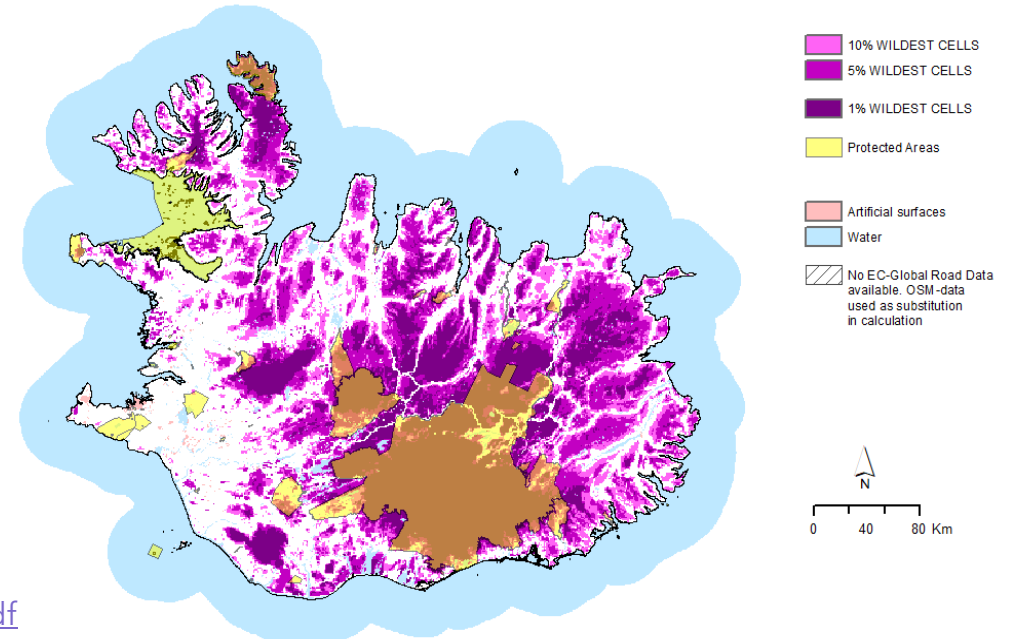 10% WILDEST CELLS
5% WILDEST CELLS
1% WILDEST CELLS
Protected Areas
Artificial surfaces
Water
No EC-Global Road Data
available. OSM-data
used as substitution
in calculation
N
0 40 80 Km
df